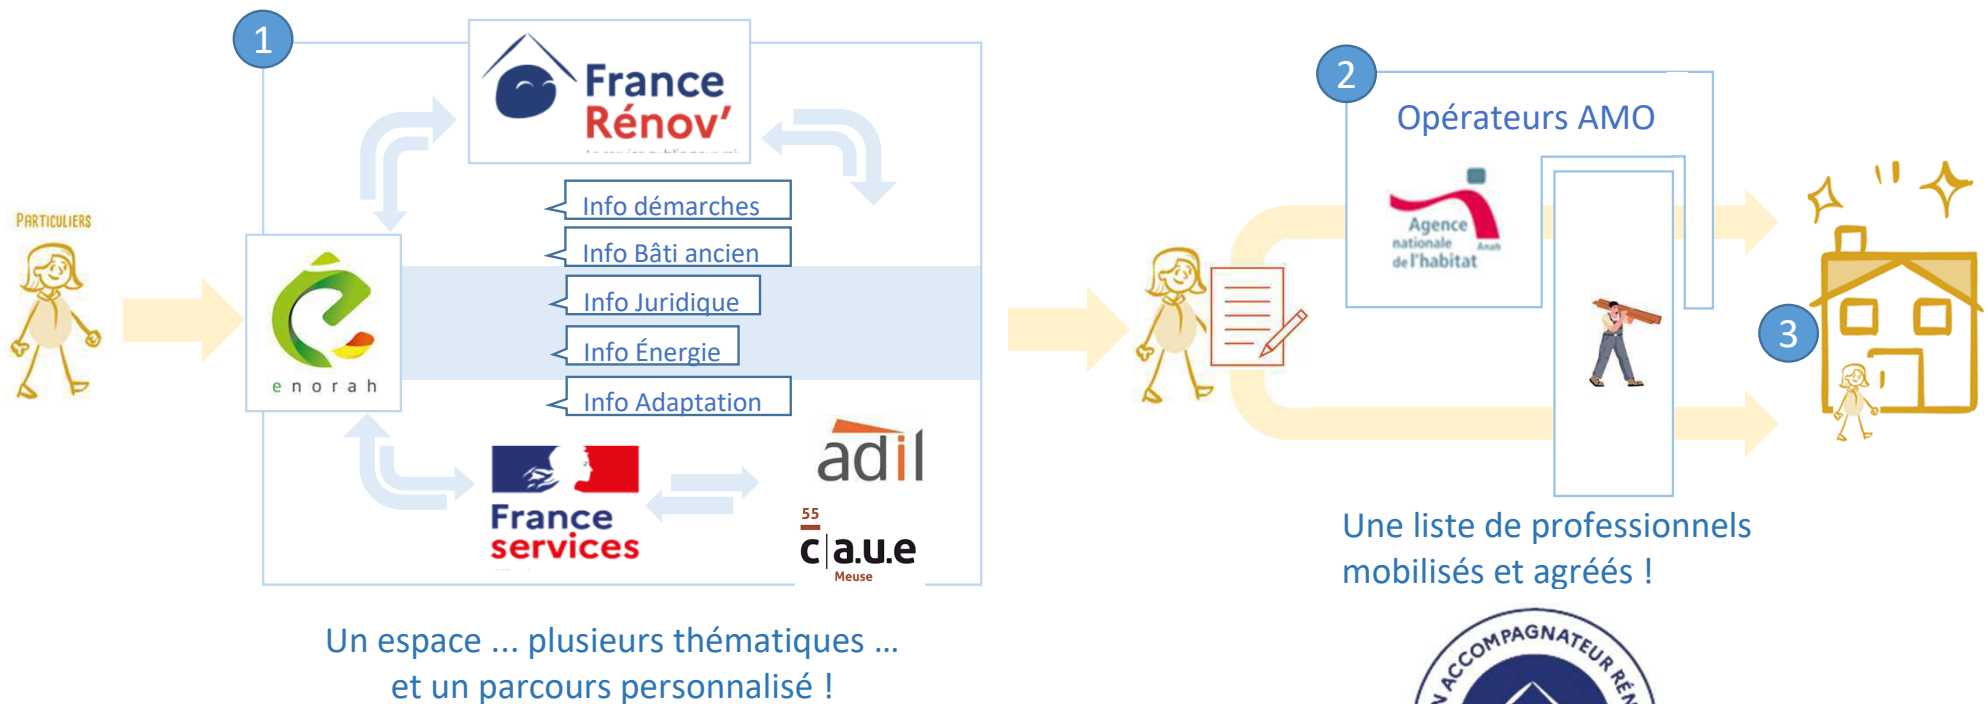 1
France
Rénov'
PARTICULIERS
Info démarches
Info Bâti ancien
Info Juridique
Info Énergie
Info Adaptation
enorah
France
services
adil
55
c|a.u.e
Meuse
Un espace ... plusieurs thématiques ...
et un parcours personnalisé !
2
Opérateurs AMO
Agence
nationale
de l'habitat
Anah
3
Une liste de professionnels
mobilisés et agréés !
ACCOMPAGNATEUR